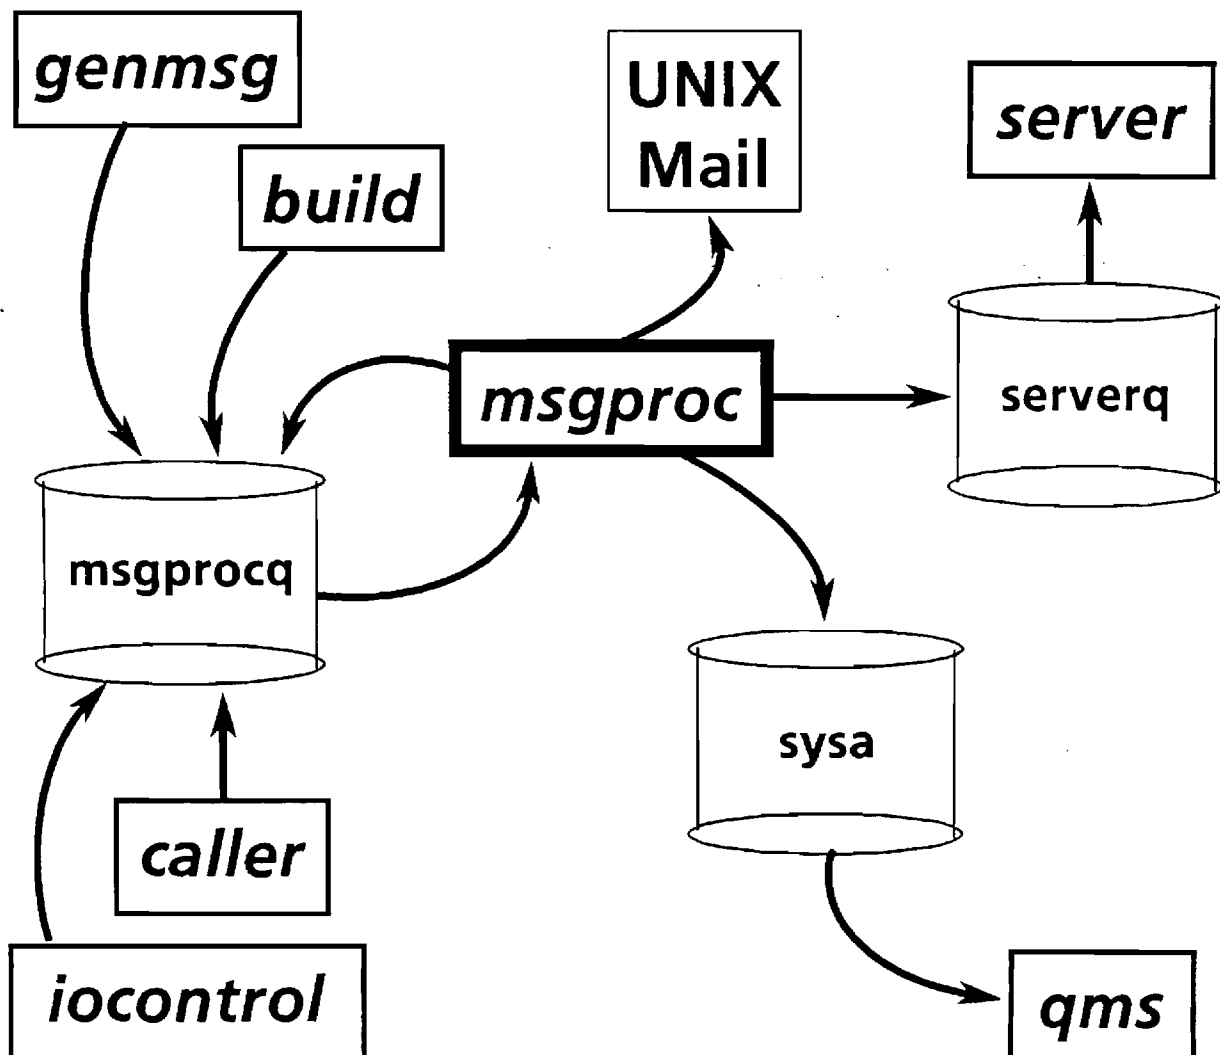 genmsg
UNIX
Mail
server
build
msgproc
serverq
msgprocq
sysa
caller
iocontrol
qms